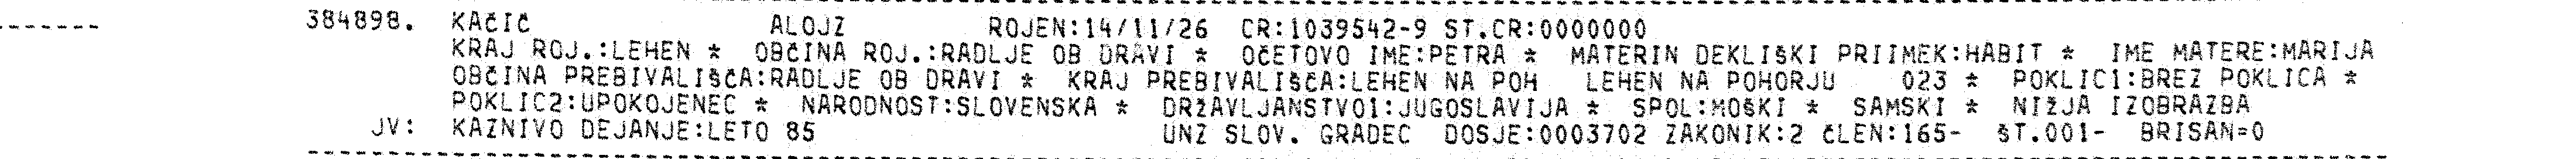 384898. KAČIČ ALOJZ ROJEN:14/11/26 CR:1039542-9 ST.CR:0000000
KRAJ ROJ.:LEHEN * OBČINA ROJ.:RADLJE OB DRAVI * OČETOVO IME:PETRA * MATERIN DEKLIŠKI PRIIMEK:HABIT * IME MATERE:MARIJA
OBČINA PREBIVALIŠČA:RADLJE OB DRAVI * KRAJ PREBIVALIŠČA:LEHEN NA POH LEHEN NA POHORJU 023 * POKLIC1:BREZ POKLICA *
POKLIC2:UPOKOJENEC * NARODNOST:SLOVENSKA * DRŽAVLJANSTVO1:JUGOSLAVIJA * SPOL:MOŠKI * SAMSKI * NIŽJA IZOBRAZBA
JV: KAZNIVO DEJANJE:LETO 85 UNZ SLOV. GRADEC DOSJE:0003702 ZAKONIK:2 ČLEN:165- ŠT.001- BRISAN=0